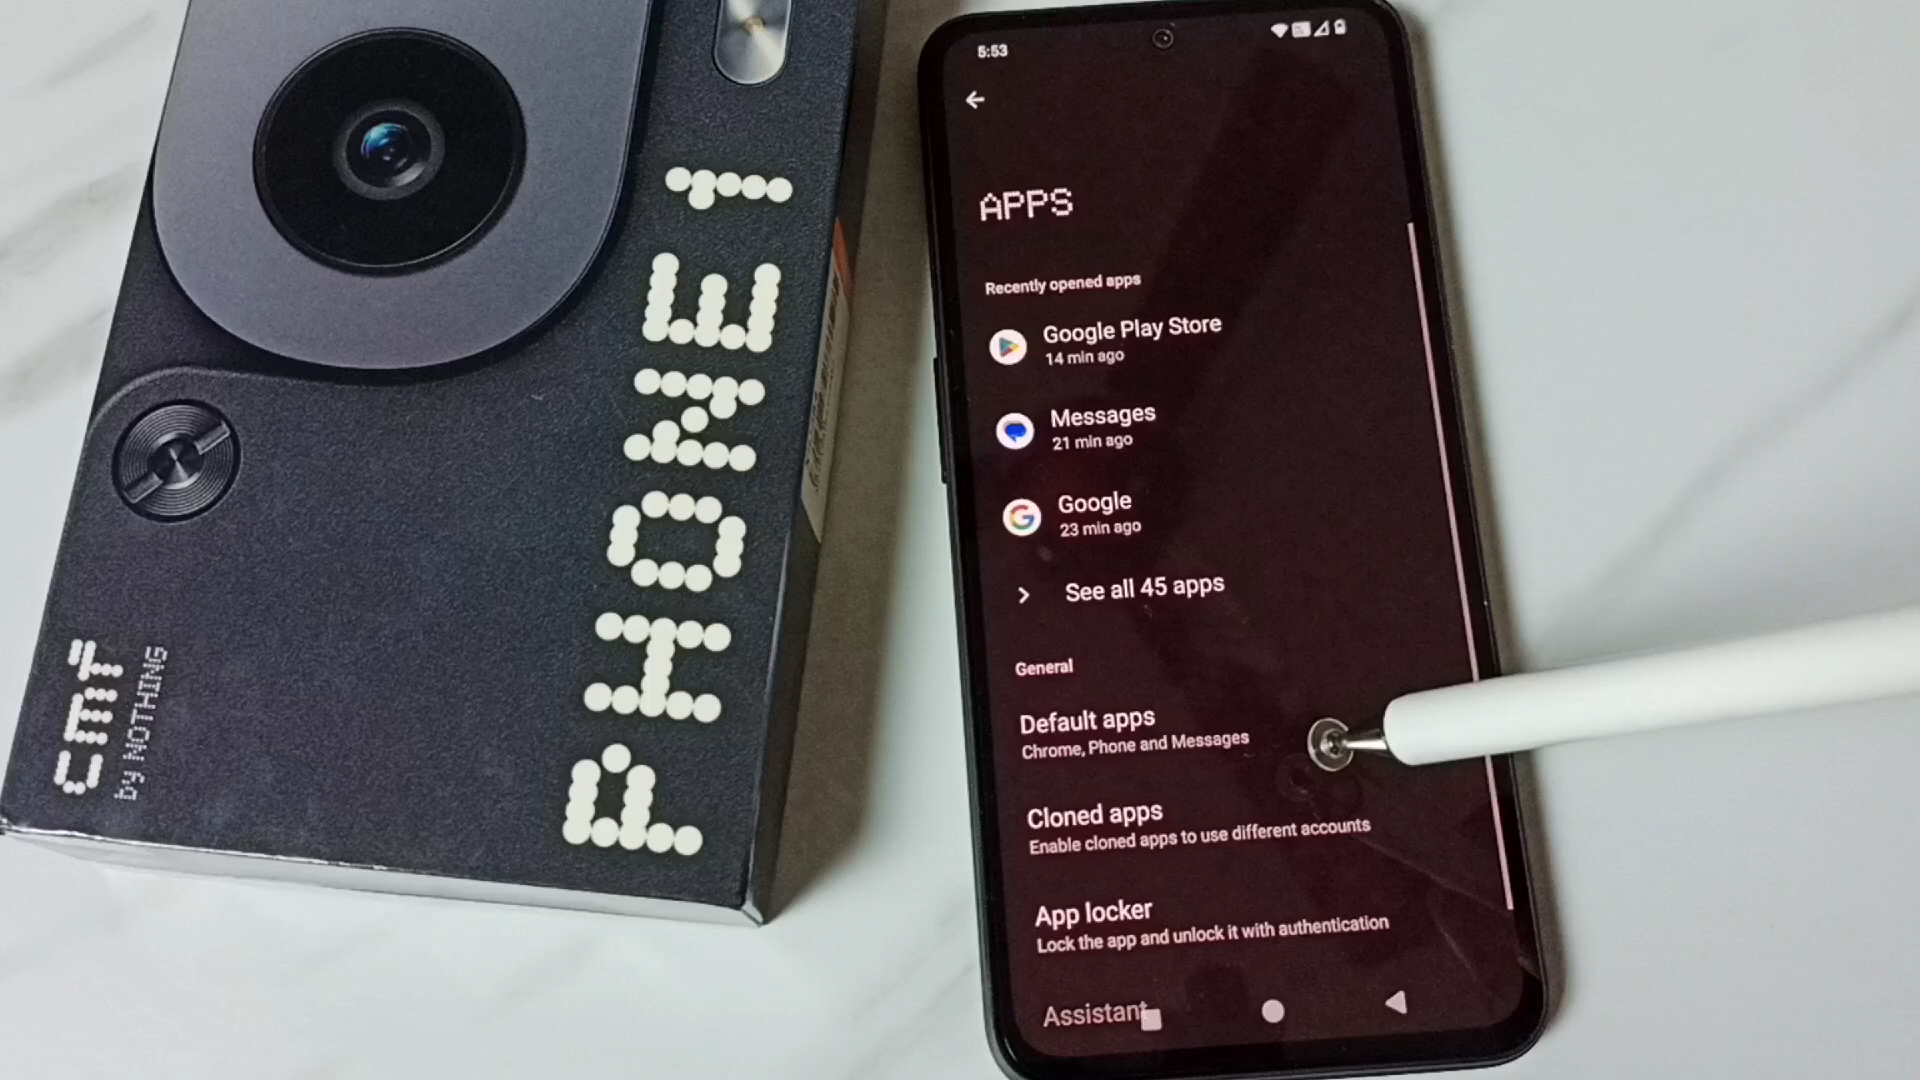 PHONE 1
cmf
by NOTHING
5:53
APPS
Recently opened apps
Google Play Store
14 min ago
Messages
21 min ago
Google
23 min ago
See all 45 apps
General
Default apps
Chrome, Phone and Messages
Cloned apps
Enable cloned apps to use different accounts
App locker
Lock the app and unlock it with authentication
Assistant